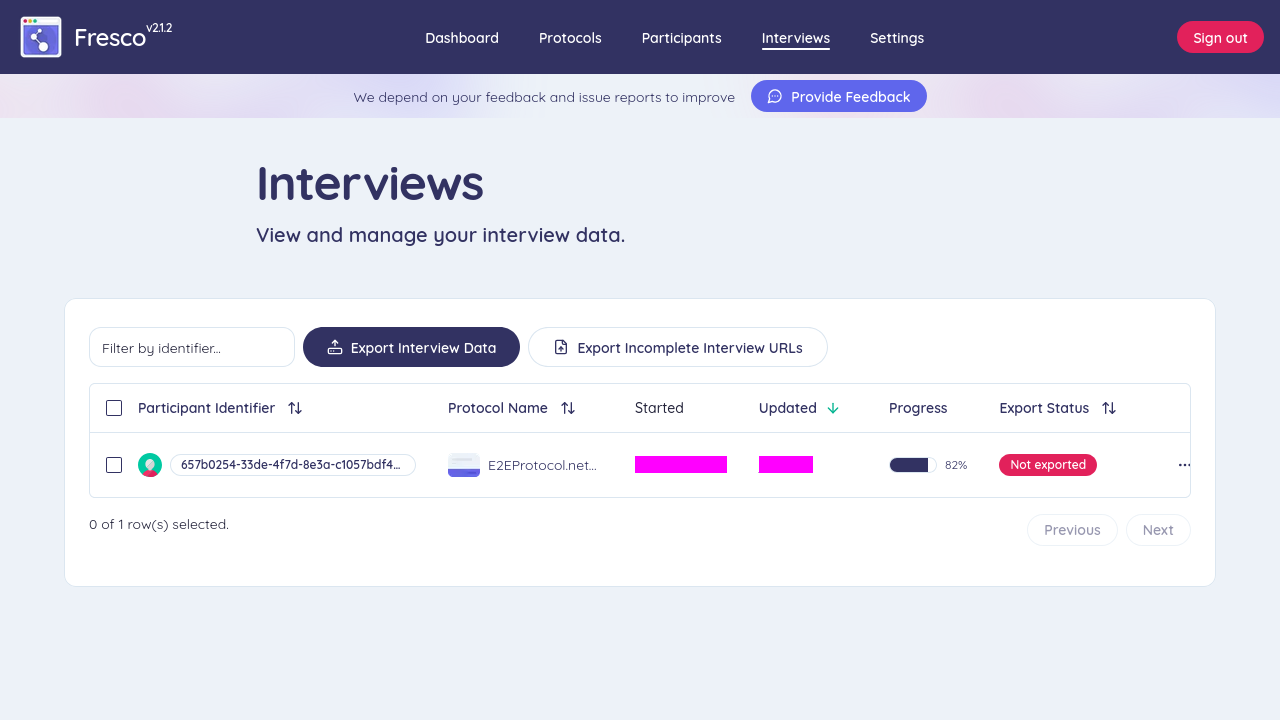 Fresco v2.1.2
Dashboard Protocols Participants Interviews Settings Sign out
We depend on your feedback and issue reports to improve Provide Feedback
Interviews
View and manage your interview data.
Filter by identifier... Export Interview Data Export Incomplete Interview URLs
Participant Identifier Protocol Name Started Updated Progress Export Status
657b0254-33de-4f7d-8e3a-c1057bdf4... E2EProtocol.net... 82% Not exported
0 of 1 row(s) selected. Previous Next